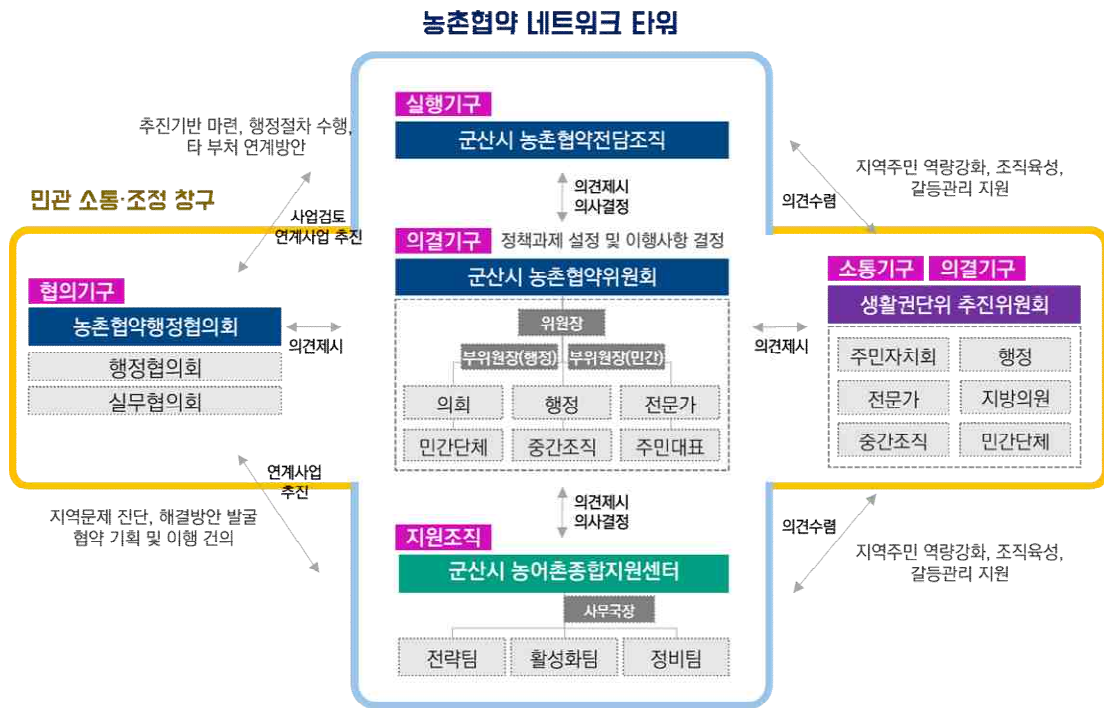 농촌협약 네트워크 타워
실행기구
군산시 농촌협약전담조직
추진기반 마련, 행정절차 수행,
타 부처 연계방안
지역주민 역량강화, 조직육성,
갈등관리 지원
민관 소통·조정 창구
사업검토
연계사업 추진
의견제시
의사결정
의견수렴
의결기구 정책과제 설정 및 이행사항 결정
군산시 농촌협약위원회
협의기구
농촌협약행정협의회
행정협의회
실무협의회
의견제시
위원장
부위원장(행정) 부위원장(민간)
의회 행정 전문가
민간단체 중간조직 주민대표
의견제시
소통기구 의결기구
생활권단위 추진위원회
주민자치회 행정
전문가 지방의원
중간조직 민간단체
연계사업
추진
지역문제 진단, 해결방안 발굴
협약 기획 및 이행 건의
의견제시
의사결정
의견수렴
지역주민 역량강화, 조직육성,
갈등관리 지원
지원조직
군산시 농어촌종합지원센터
사무국장
전략팀 활성화팀 정비팀